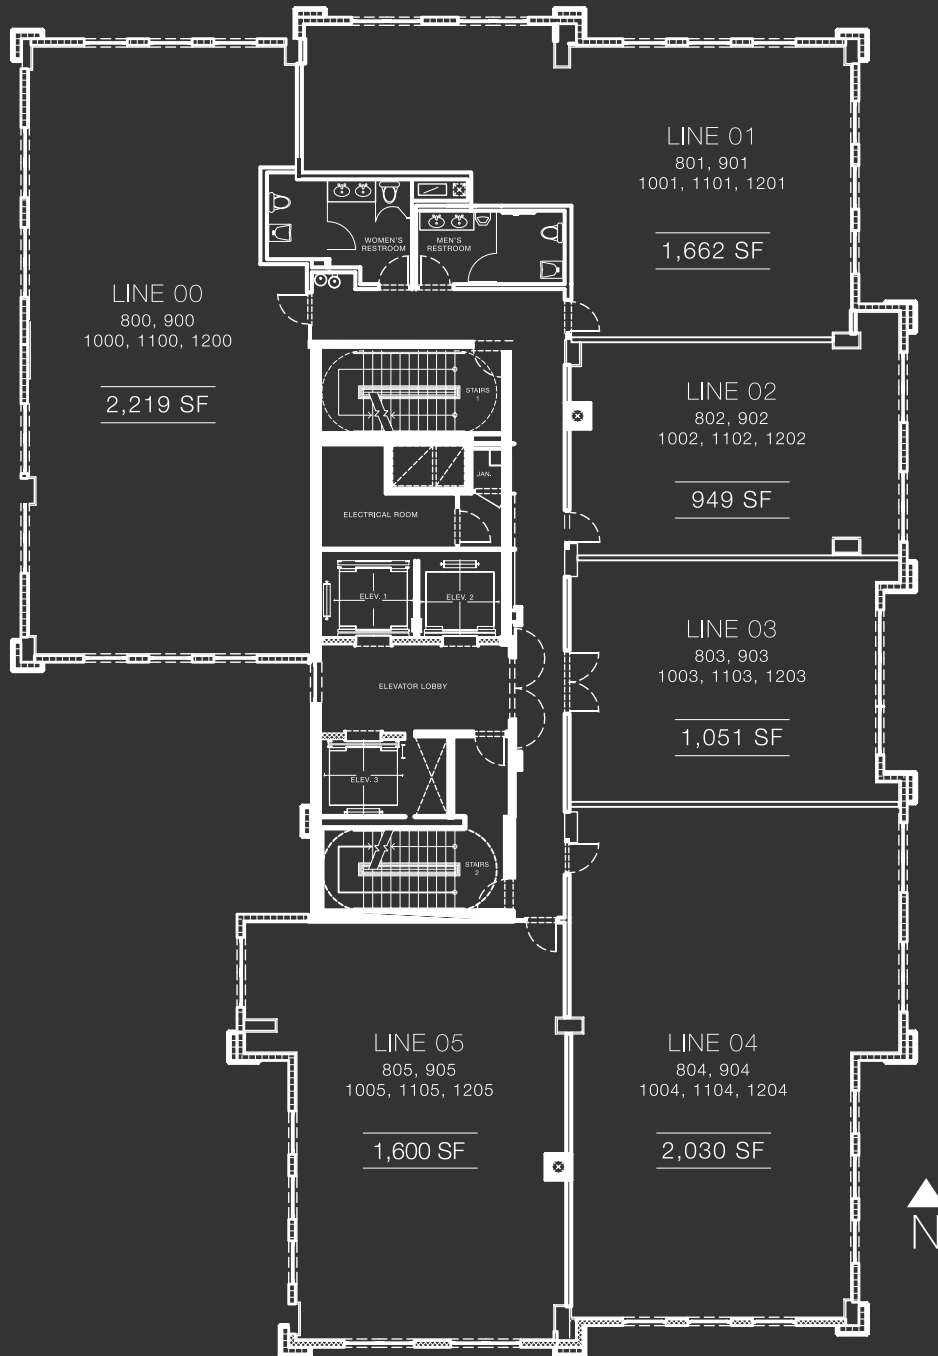 LINE 01
801, 901
1001, 1101, 1201
1,662 SF
WOMEN'S
RESTROOM
MEN'S
RESTROOM
LINE 00
800, 900
1000, 1100, 1200
2,219 SF
STAIRS
1
LINE 02
802, 902
1002, 1102, 1202
949 SF
JAN.
ELECTRICAL ROOM
ELEV. 1
ELEV. 2
LINE 03
803, 903
1003, 1103, 1203
1,051 SF
ELEVATOR LOBBY
ELEV. 3
STAIRS
2
LINE 05
805, 905
1005, 1105, 1205
1,600 SF
LINE 04
804, 904
1004, 1104, 1204
2,030 SF
N